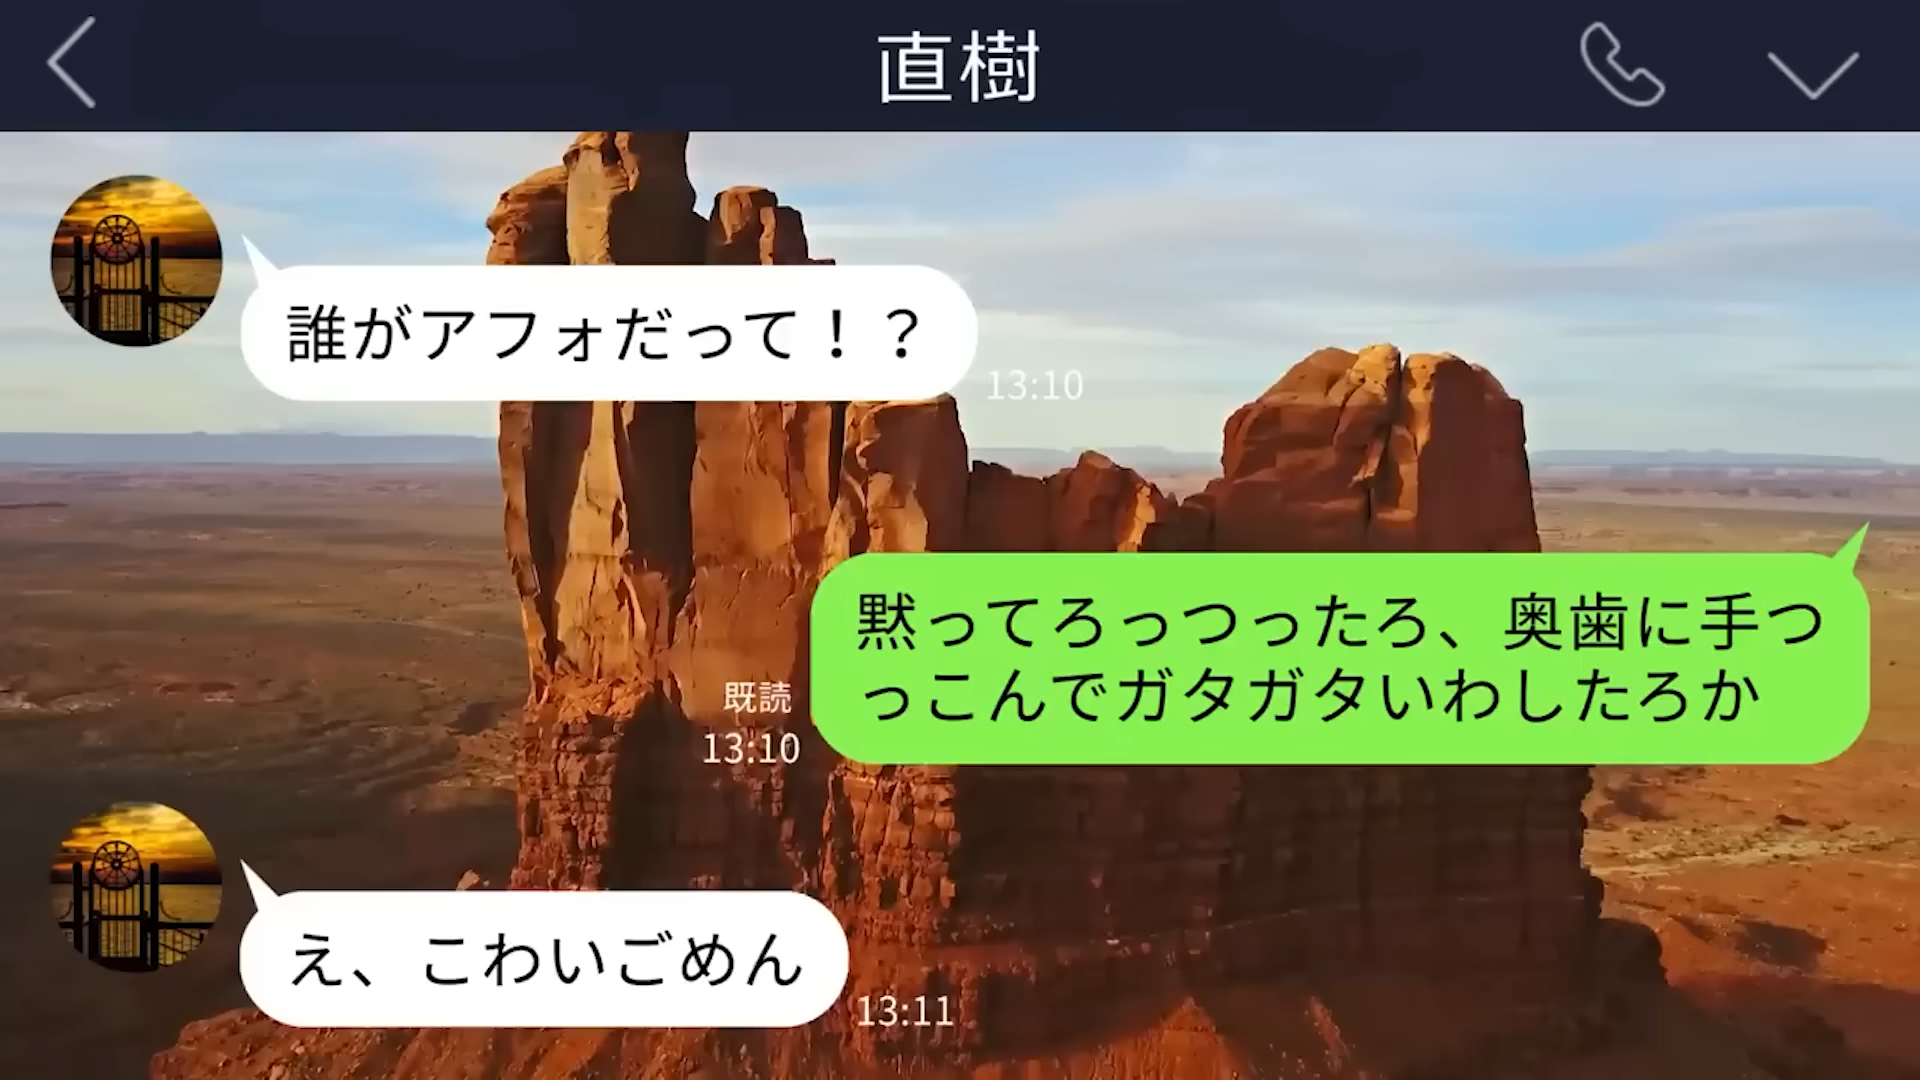 直樹
誰がアフォだって！？
13:10
黙ってろっつったろ、奥歯に手つ
っこんでガタガタいわしたろか
既読
13:10
え、こわいごめん
13:11